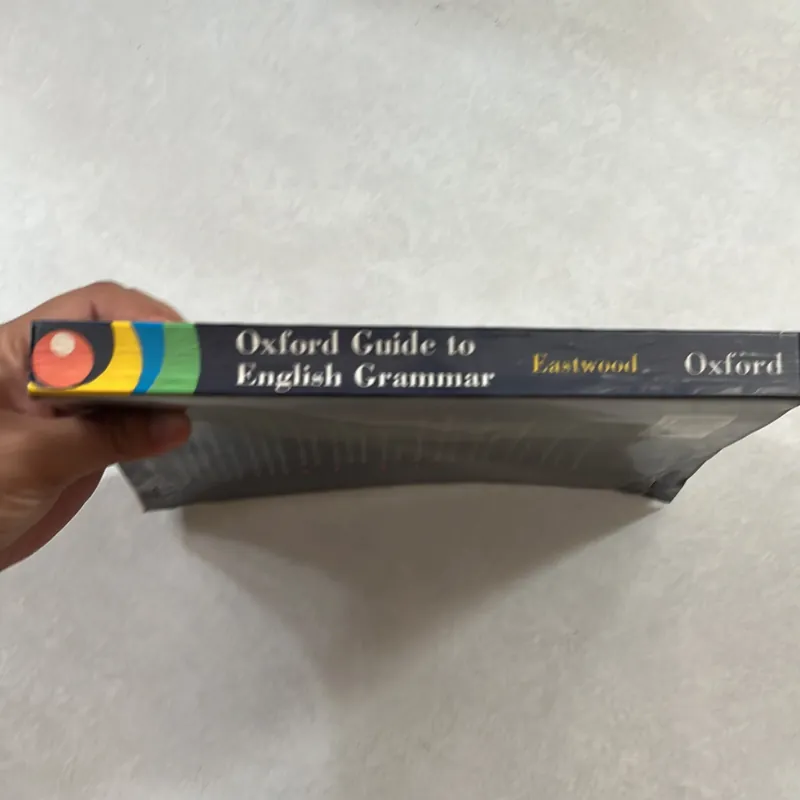 Oxford Guide to
English Grammar
Eastwood
Oxford